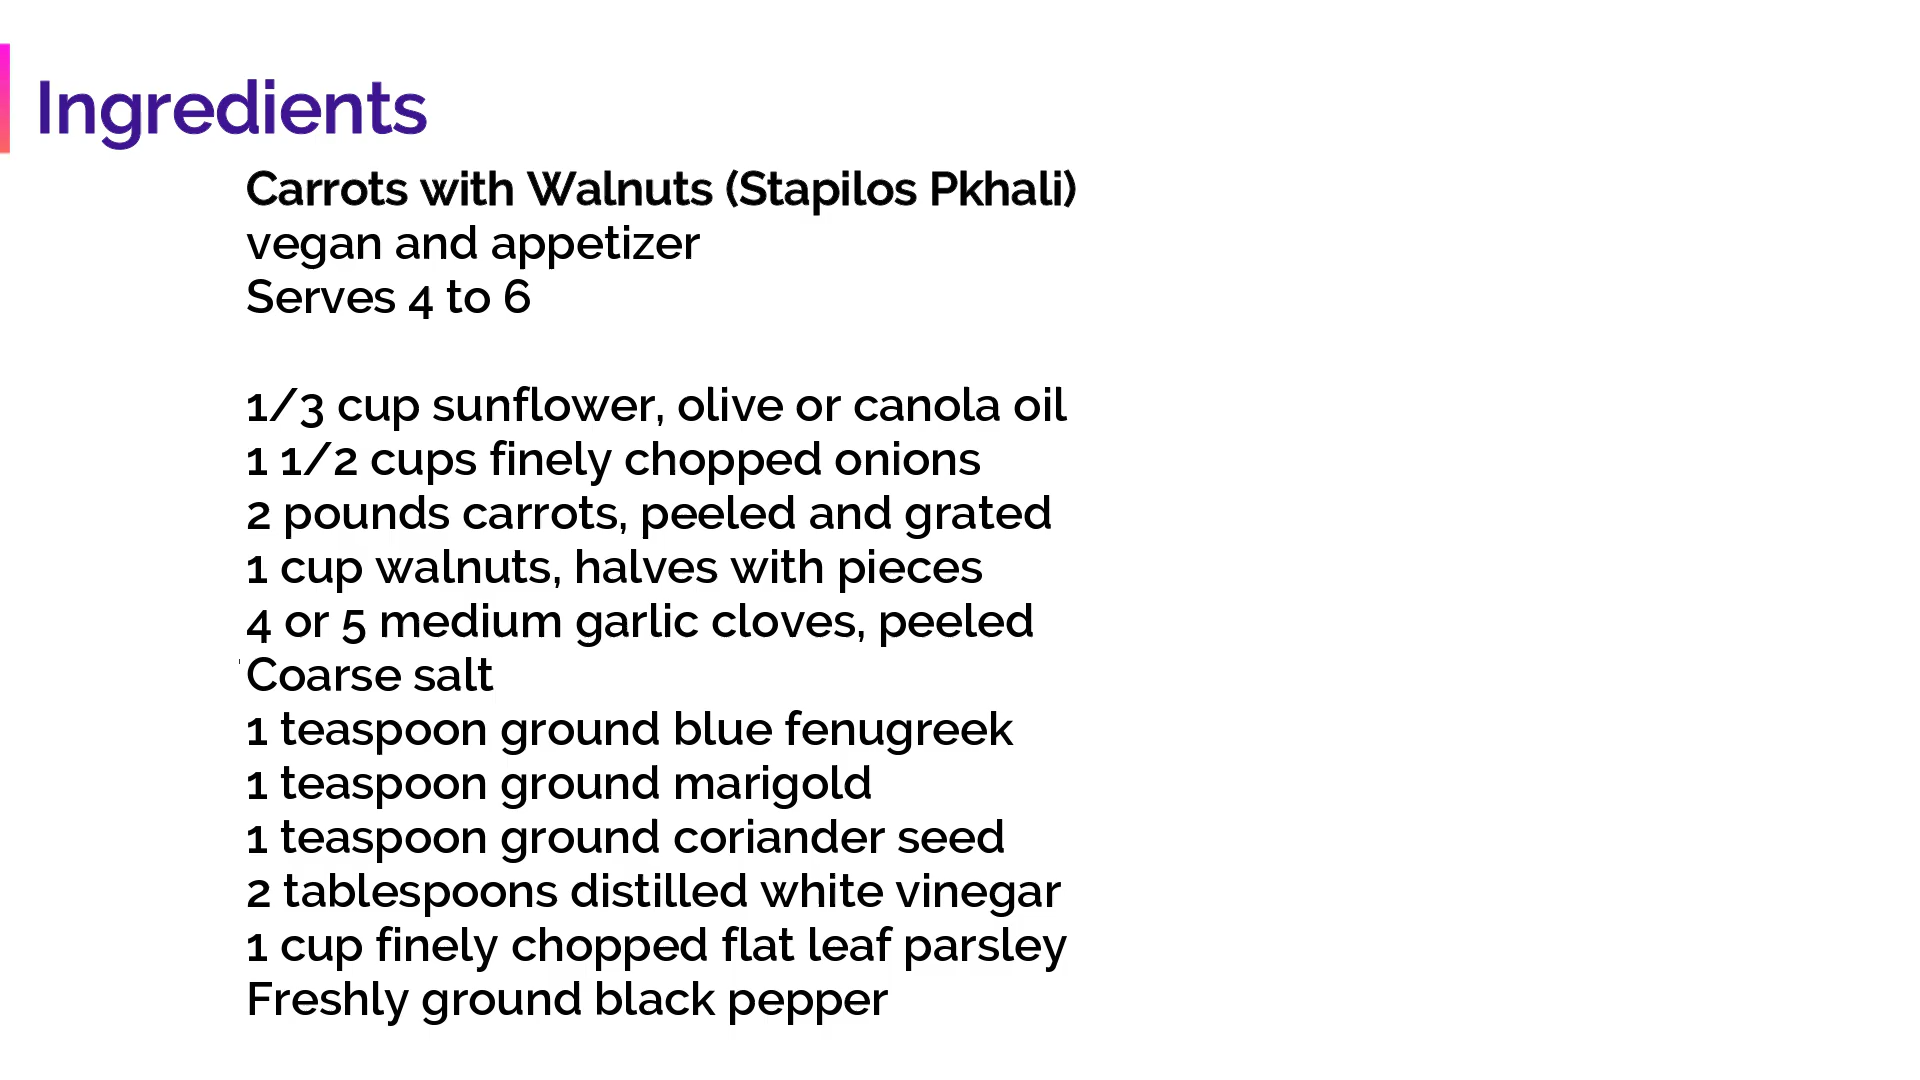 Ingredients
Carrots with Walnuts (Stapilos Pkhali)
vegan and appetizer
Serves 4 to 6
1/3 cup sunflower, olive or canola oil
1 1/2 cups finely chopped onions
2 pounds carrots, peeled and grated
1 cup walnuts, halves with pieces
4 or 5 medium garlic cloves, peeled
Coarse salt
1 teaspoon ground blue fenugreek
1 teaspoon ground marigold
1 teaspoon ground coriander seed
2 tablespoons distilled white vinegar
1 cup finely chopped flat leaf parsley
Freshly ground black pepper